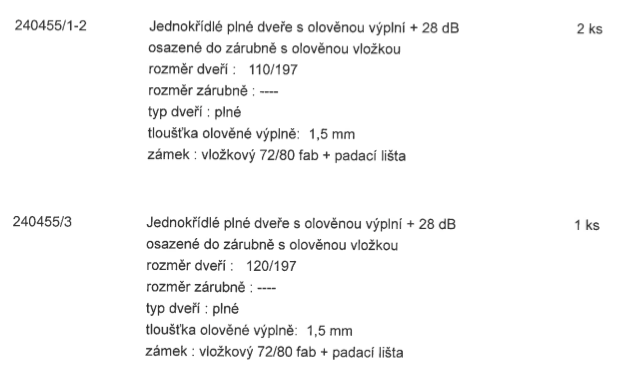 240455/1-2 Jednokřídlé plné dveře s olověnou výplní + 28 dB 2 ks
osazené do zárubně s olověnou vložkou
rozměr dveří : 110/197
rozměr zárubně : ----
typ dveří : plné
tloušťka olověné výplně: 1,5 mm
zámek : vložkový 72/80 fab + padací lišta
240455/3 Jednokřídlé plné dveře s olověnou výplní + 28 dB 1 ks
osazené do zárubně s olověnou vložkou
rozměr dveří : 120/197
rozměr zárubně : ----
typ dveří : plné
tloušťka olověné výplně: 1,5 mm
zámek : vložkový 72/80 fab + padací lišta